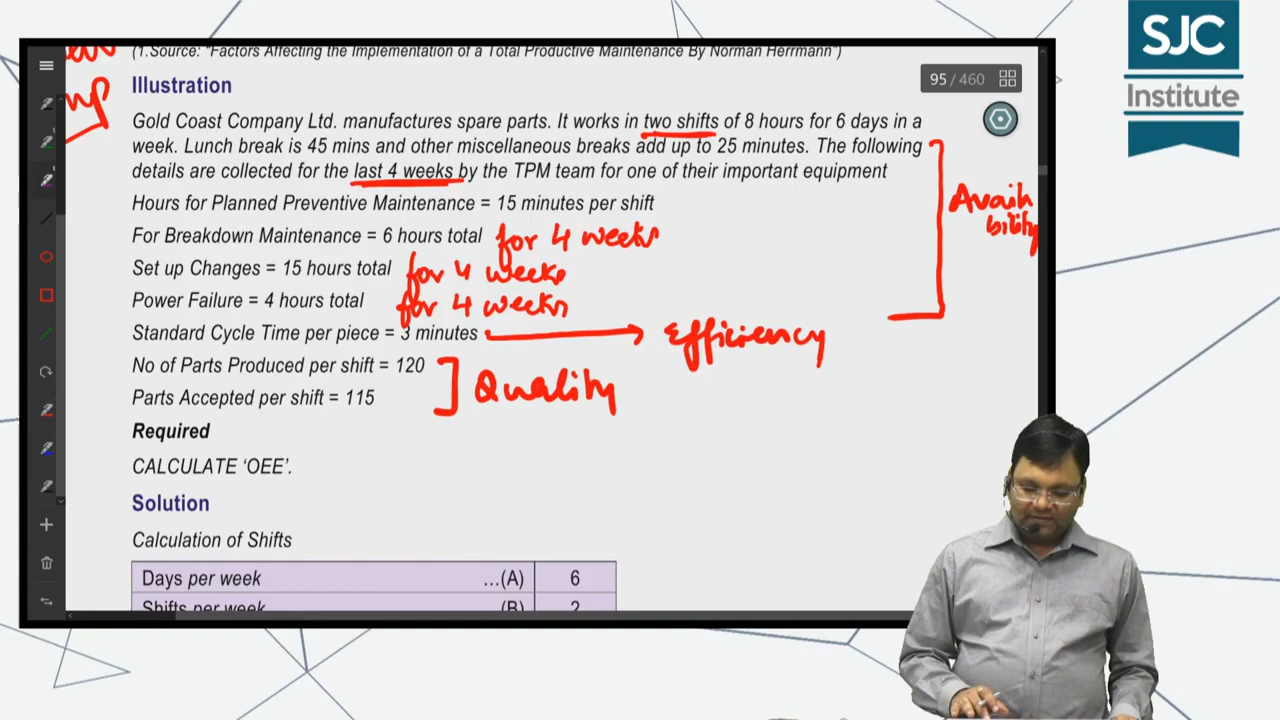 (1.Source: "Factors Affecting the Implementation of a Total Productive Maintenance By Norman Herrmann")
SJC
Institute
95 / 460
Illustration
Gold Coast Company Ltd. manufactures spare parts. It works in two shifts of 8 hours for 6 days in a
week. Lunch break is 45 mins and other miscellaneous breaks add up to 25 minutes. The following
details are collected for the last 4 weeks by the TPM team for one of their important equipment
Avail
bility
Hours for Planned Preventive Maintenance = 15 minutes per shift
For Breakdown Maintenance = 6 hours total for 4 weeks
Set up Changes = 15 hours total for 4 weeks
Power Failure = 4 hours total for 4 weeks
Standard Cycle Time per piece = 3 minutes Efficiency
No of Parts Produced per shift = 120
Quality
Parts Accepted per shift = 115
Required
CALCULATE 'OEE'.
Solution
Calculation of Shifts
Days per week ...(A) 6
Shifts per week (B) 2